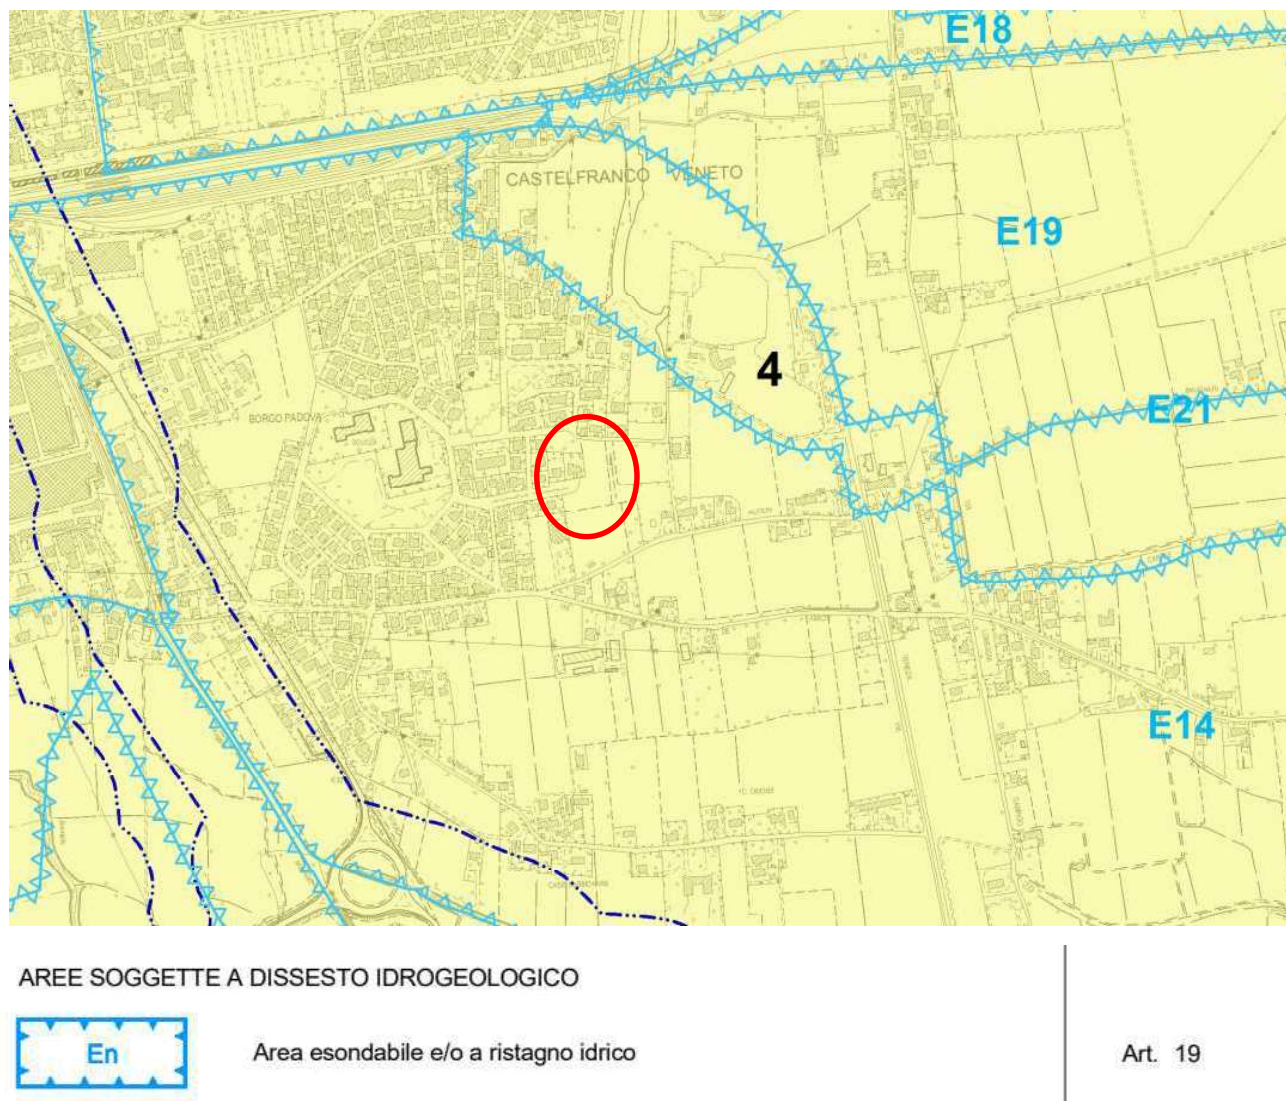 E18
CASTELFRANCO VENETO
E19
4
E21
BORGO PADOVA
E14
AREE SOGGETTE A DISSESTO IDROGEOLOGICO
En
Area esondabile e/o a ristagno idrico
Art. 19